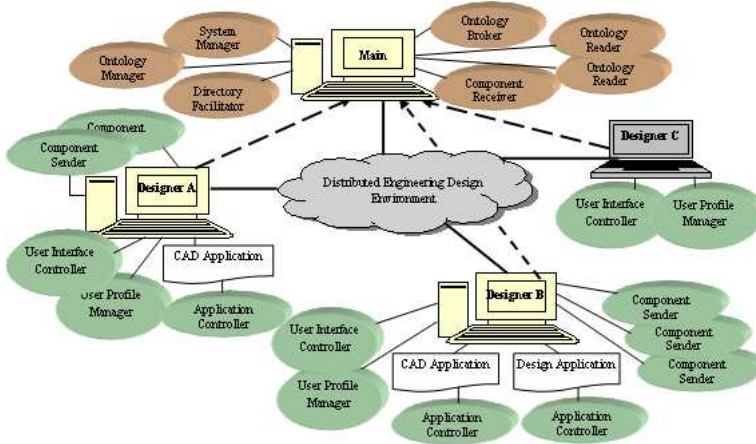 System
Manager
Ontology
Manager
Directory
Facilitator
Main
Ontology
Broker
Ontology
Reader
Ontology
Reader
Component
Receiver
Component
Component
Sender
Designer A
User Interface
Controller
User Profile
Manager
CAD Application
Application
Controller
Distributed Engineering Design
Environment
Designer C
User Interface
Controller
User Profile
Manager
Designer B
User Interface
Controller
User Profile
Manager
CAD Application
Application
Controller
Design Application
Application
Controller
Component
Sender
Component
Sender
Component
Sender